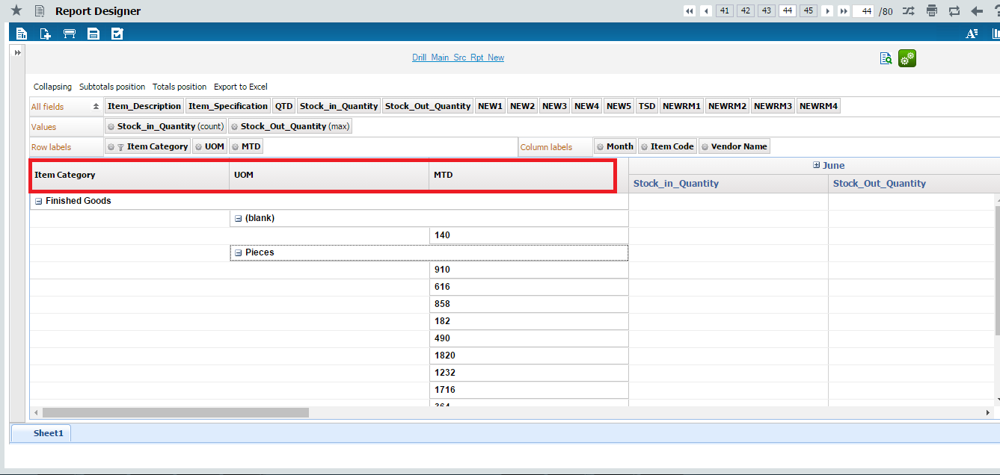 Report Designer
41 42 43 44 45 44 /80
Drill_Main_Src_Rpt_New
Collapsing Subtotals position Totals position Export to Excel
All fields Item_Description Item_Specification QTD Stock_in_Quantity Stock_Out_Quantity NEW1 NEW2 NEW3 NEW4 NEW5 TSD NEWRM1 NEWRM2 NEWRM3 NEWRM4
Values Stock_in_Quantity (count) Stock_Out_Quantity (max)
Row labels Item Category UOM MTD Column labels Month Item Code Vendor Name
June
Item Category UOM MTD
Stock_in_Quantity Stock_Out_Quantity
Finished Goods
(blank)
140
Pieces
910
616
858
182
490
1820
1232
1716
364
Sheet1